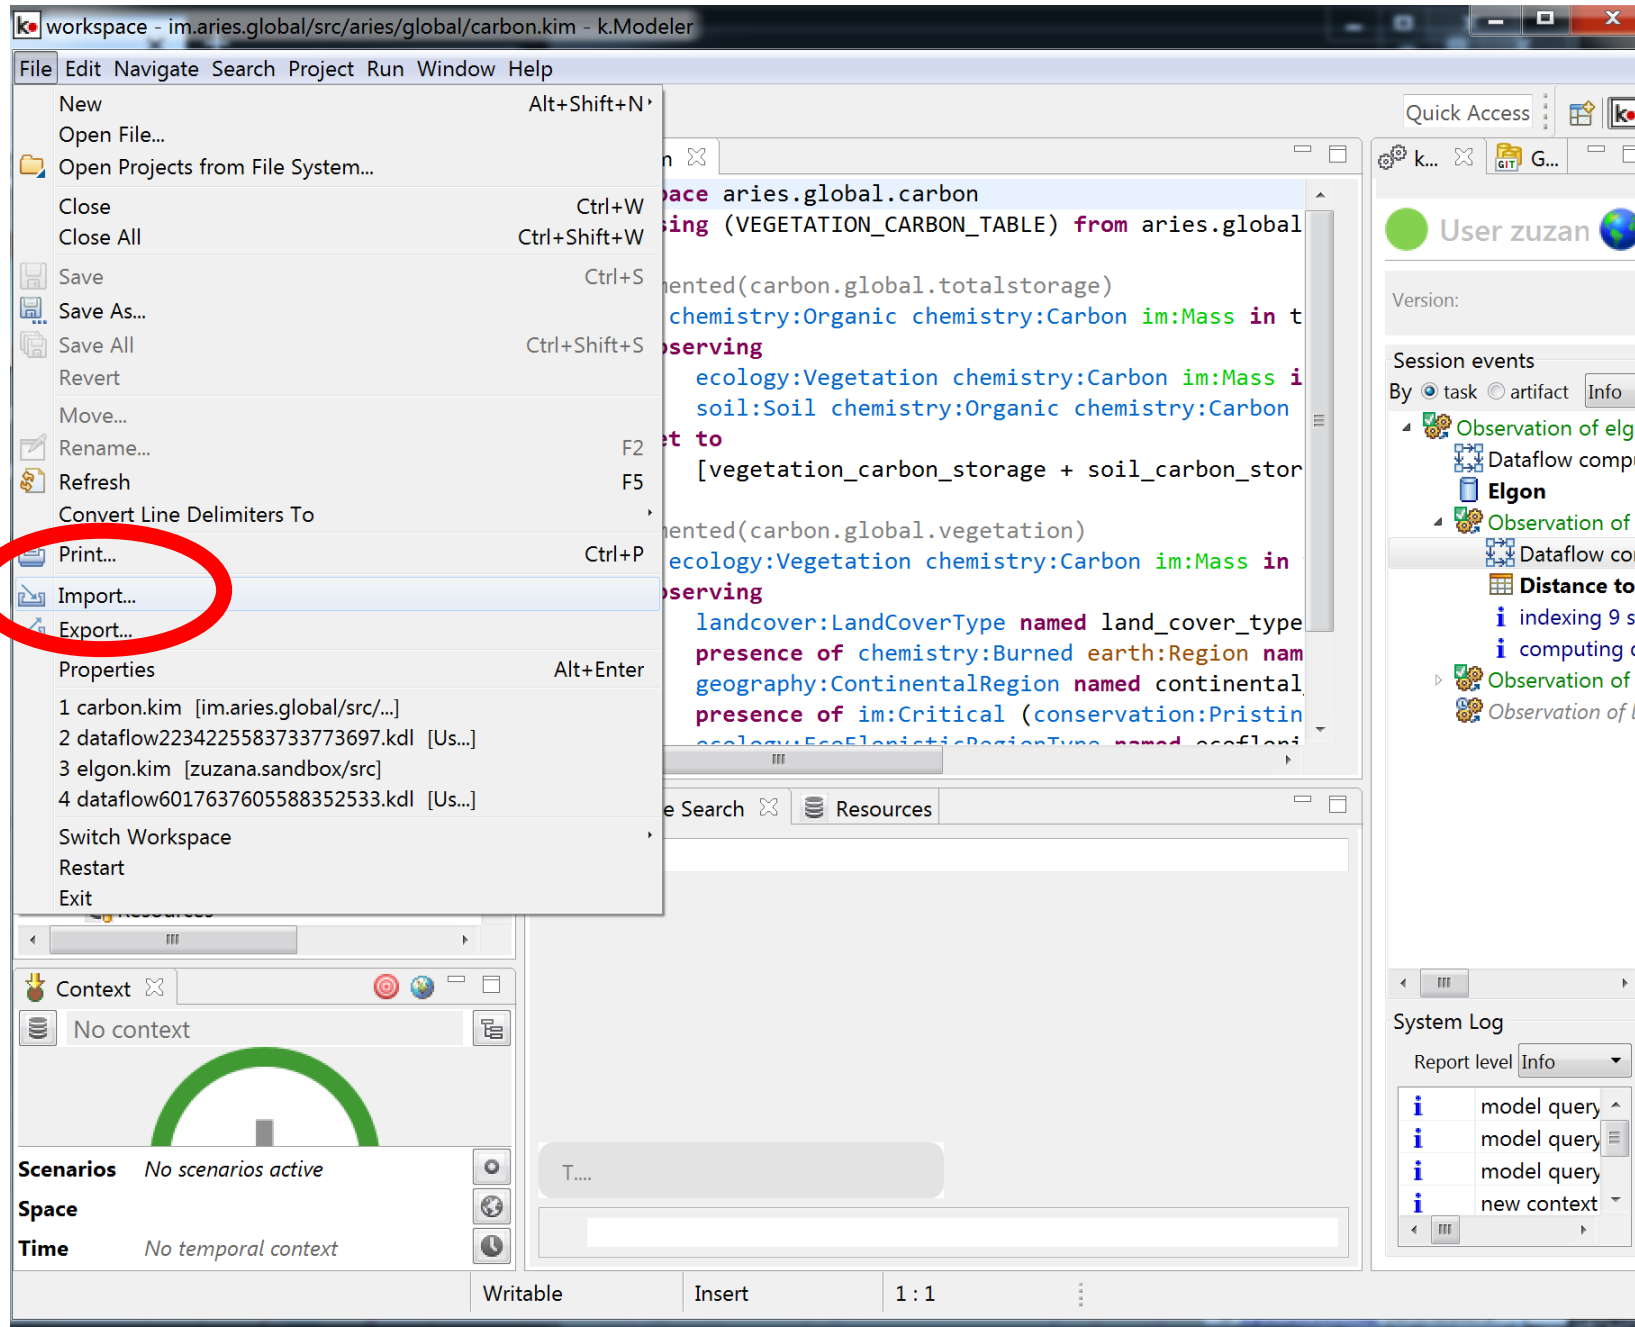 workspace - im.aries.global/src/aries/global/carbon.kim - k.Modeler
File Edit Navigate Search Project Run Window Help
New Alt+Shift+N
Open File...
Open Projects from File System...
Close Ctrl+W
Close All Ctrl+Shift+W
Save Ctrl+S
Save As...
Save All Ctrl+Shift+S
Revert
Move...
Rename... F2
Refresh F5
Convert Line Delimiters To
Print... Ctrl+P
Import...
Export...
Properties Alt+Enter
1 carbon.kim [im.aries.global/src/...]
2 dataflow2234225583733773697.kdl [Us...]
3 elgon.kim [zuzana.sandbox/src]
4 dataflow6017637605588352533.kdl [Us...]
Switch Workspace
Restart
Exit
aries.global.carbon
(VEGETATION_CARBON_TABLE) from aries.global
(carbon.global.totalstorage)
chemistry:Organic chemistry:Carbon im:Mass in t
ecology:Vegetation chemistry:Carbon im:Mass i
soil:Soil chemistry:Organic chemistry:Carbon
to
[vegetation_carbon_storage + soil_carbon_stor
(carbon.global.vegetation)
ecology:Vegetation chemistry:Carbon im:Mass in
landcover:LandCoverType named land_cover_type
presence of chemistry:Burned earth:Region nam
geography:ContinentalRegion named continental_
presence of im:Critical (conservation:Pristin
e Search Resources
T....
Quick Access
k... GIT G...
User zuzan
Version:
Session events
By task artifact Info
Observation of elg
Dataflow comp
Elgon
Observation of
Dataflow co
Distance to
indexing 9 s
computing
Observation of
Observation of
System Log
Report level Info
model query
model query
model query
new context
Context
No context
Scenarios No scenarios active
Space
Time No temporal context
Writable Insert 1 : 1